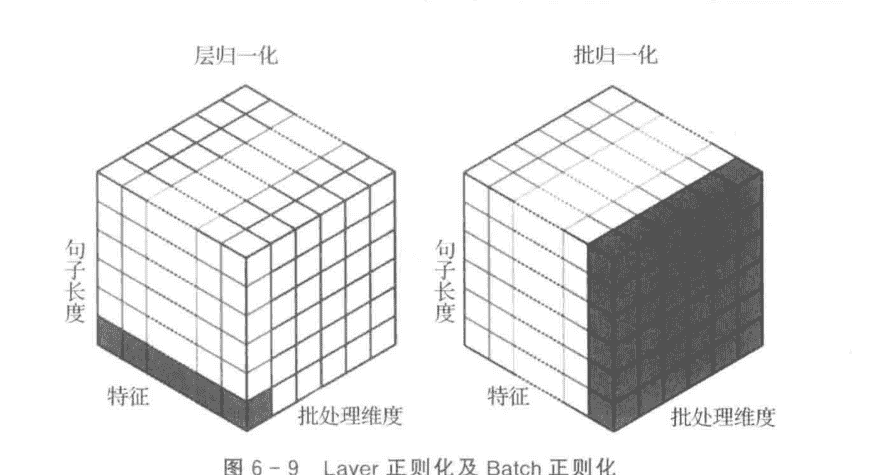 层归一化
批归一化
句子长度
特征
批处理维度
句子长度
特征
批处理维度
图 6-9 Layer 正则化及 Batch 正则化